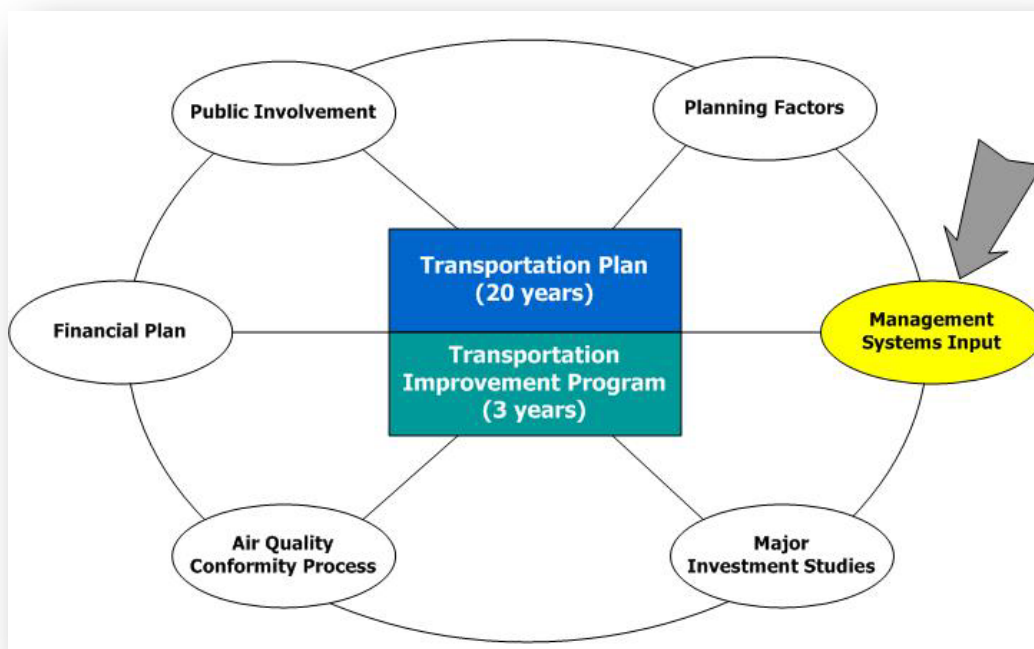 Public Involvement
Planning Factors
Transportation Plan
(20 years)
Financial Plan
Management
Systems Input
Transportation
Improvement Program
(3 years)
Air Quality
Conformity Process
Major
Investment Studies